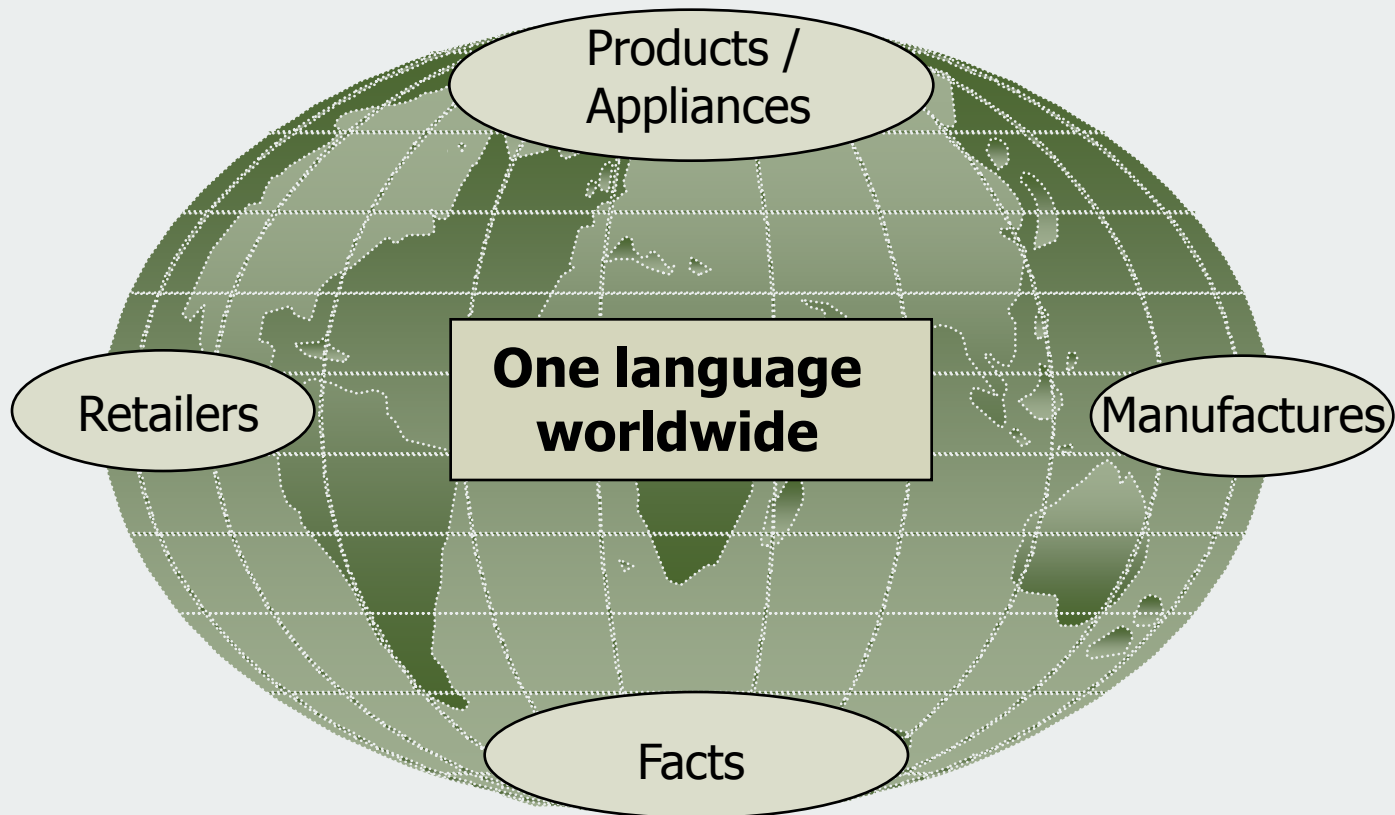 Products /
Appliances
One language
worldwide
Retailers
Manufactures
Facts